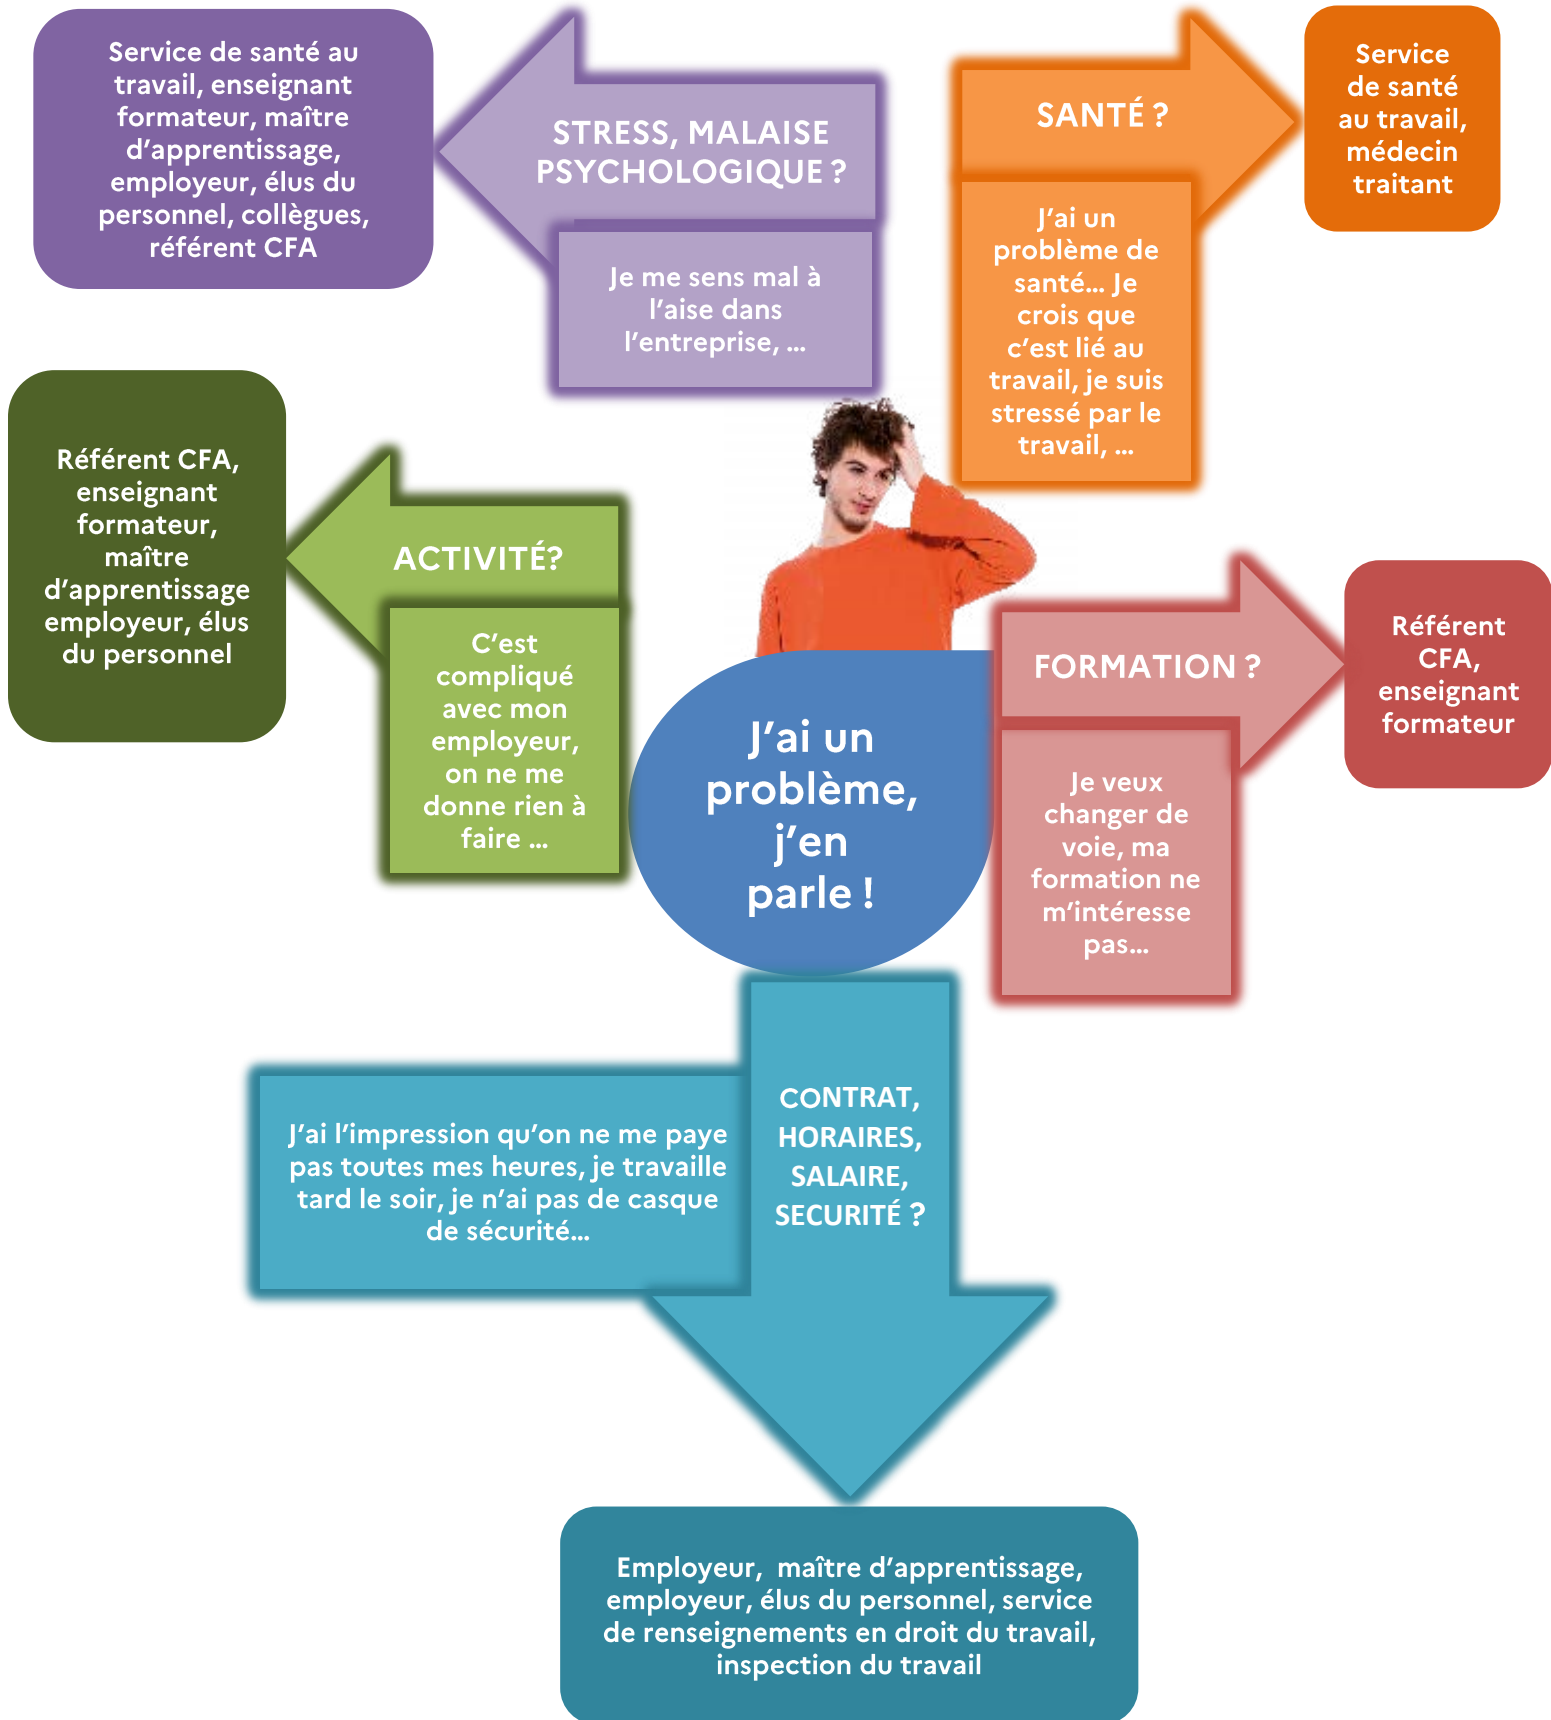 Service de santé au
travail, enseignant
formateur, maître
d’apprentissage,
employeur, élus du
personnel, collègues,
référent CFA
STRESS, MALAISE
PSYCHOLOGIQUE ?
Je me sens mal à
l’aise dans
l’entreprise, ...
SANTÉ ?
J’ai un
problème de
santé... Je
crois que
c’est lié au
travail, je suis
stressé par le
travail, ...
Service
de santé
au travail,
médecin
traitant
Référent CFA,
enseignant
formateur,
maître
d’apprentissage
employeur, élus
du personnel
ACTIVITÉ?
C’est
compliqué
avec mon
employeur,
on ne me
donne rien à
faire ...
J’ai un
problème,
j’en
parle !
FORMATION ?
Je veux
changer de
voie, ma
formation ne
m’intéresse
pas...
Référent
CFA,
enseignant
formateur
J’ai l’impression qu’on ne me paye
pas toutes mes heures, je travaille
tard le soir, je n’ai pas de casque
de sécurité...
CONTRAT,
HORAIRES,
SALAIRE,
SECURITÉ ?
Employeur,  maître d’apprentissage,
employeur, élus du personnel, service
de renseignements en droit du travail,
inspection du travail